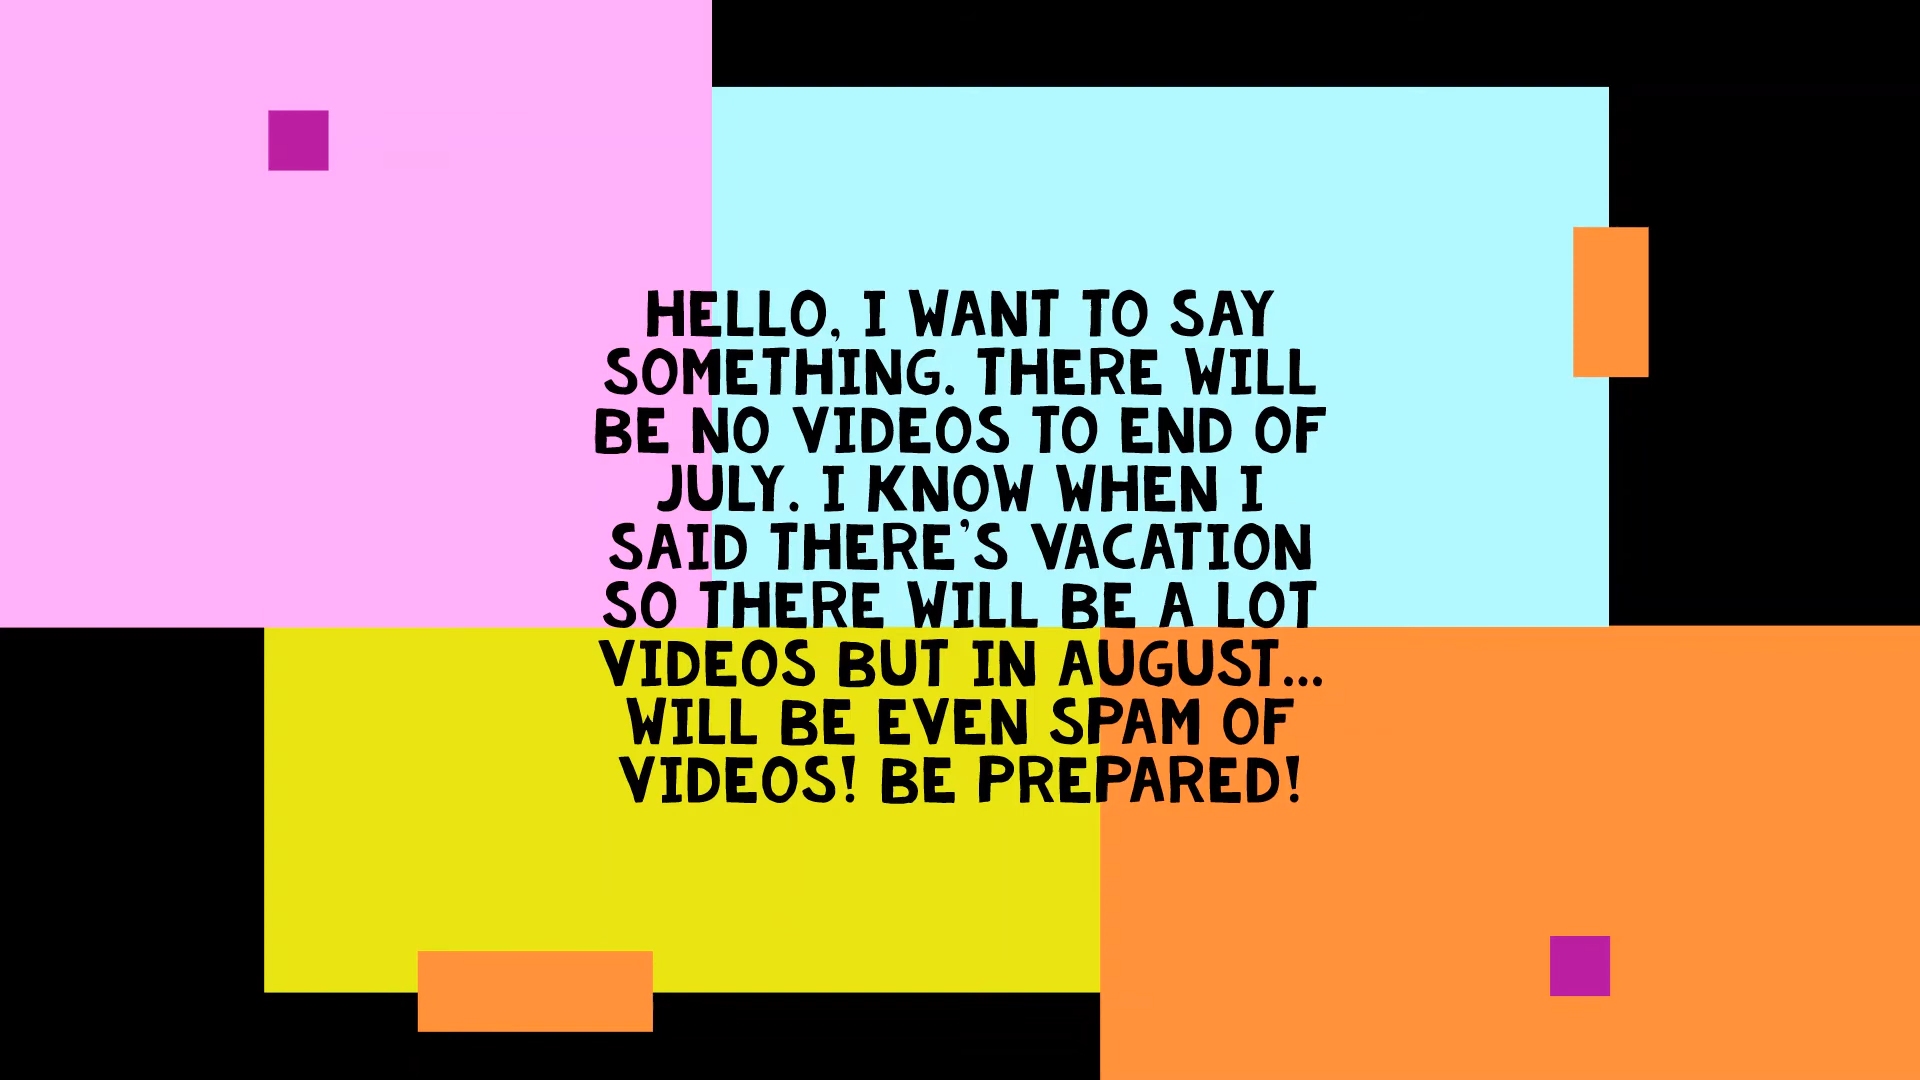 HELLO, I WANT TO SAY
SOMETHING. THERE WILL
BE NO VIDEOS TO END OF
JULY. I KNOW WHEN I
SAID THERE'S VACATION
SO THERE WILL BE A LOT
VIDEOS BUT IN AUGUST...
WILL BE EVEN SPAM OF
VIDEOS! BE PREPARED!